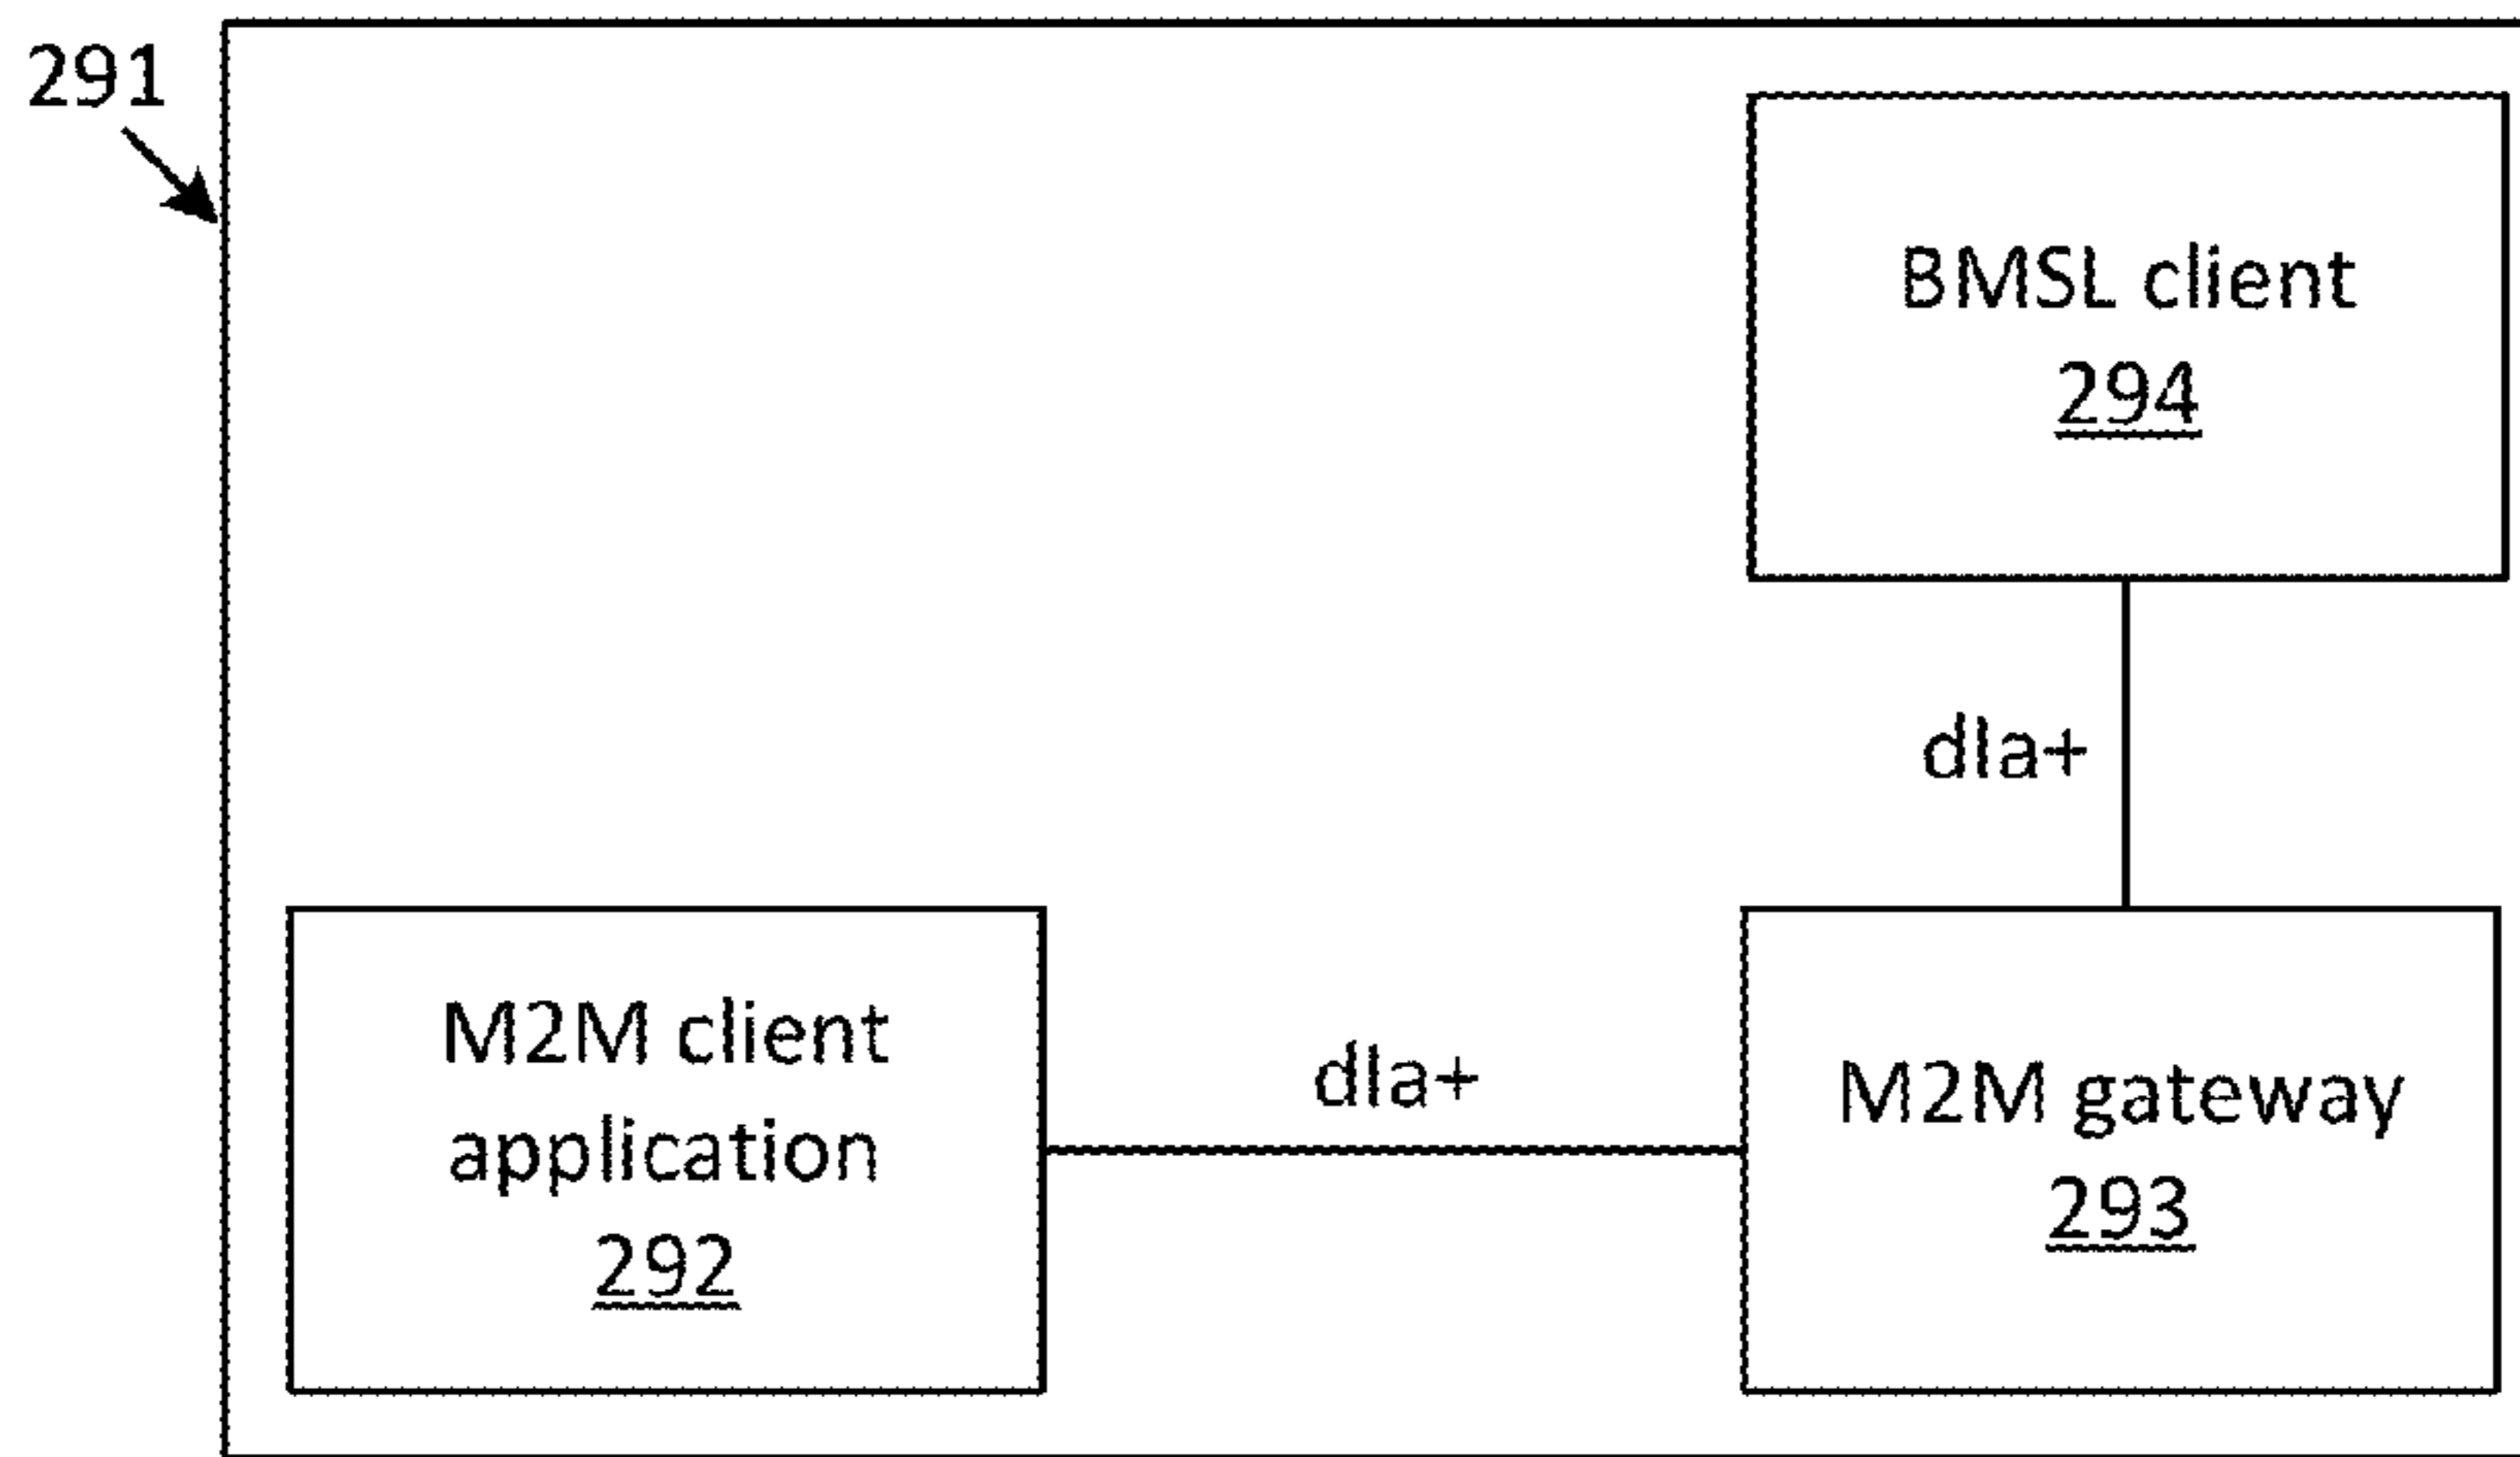 291
BMSL client
294
dla+
M2M client
application
292
dla+
M2M gateway
293